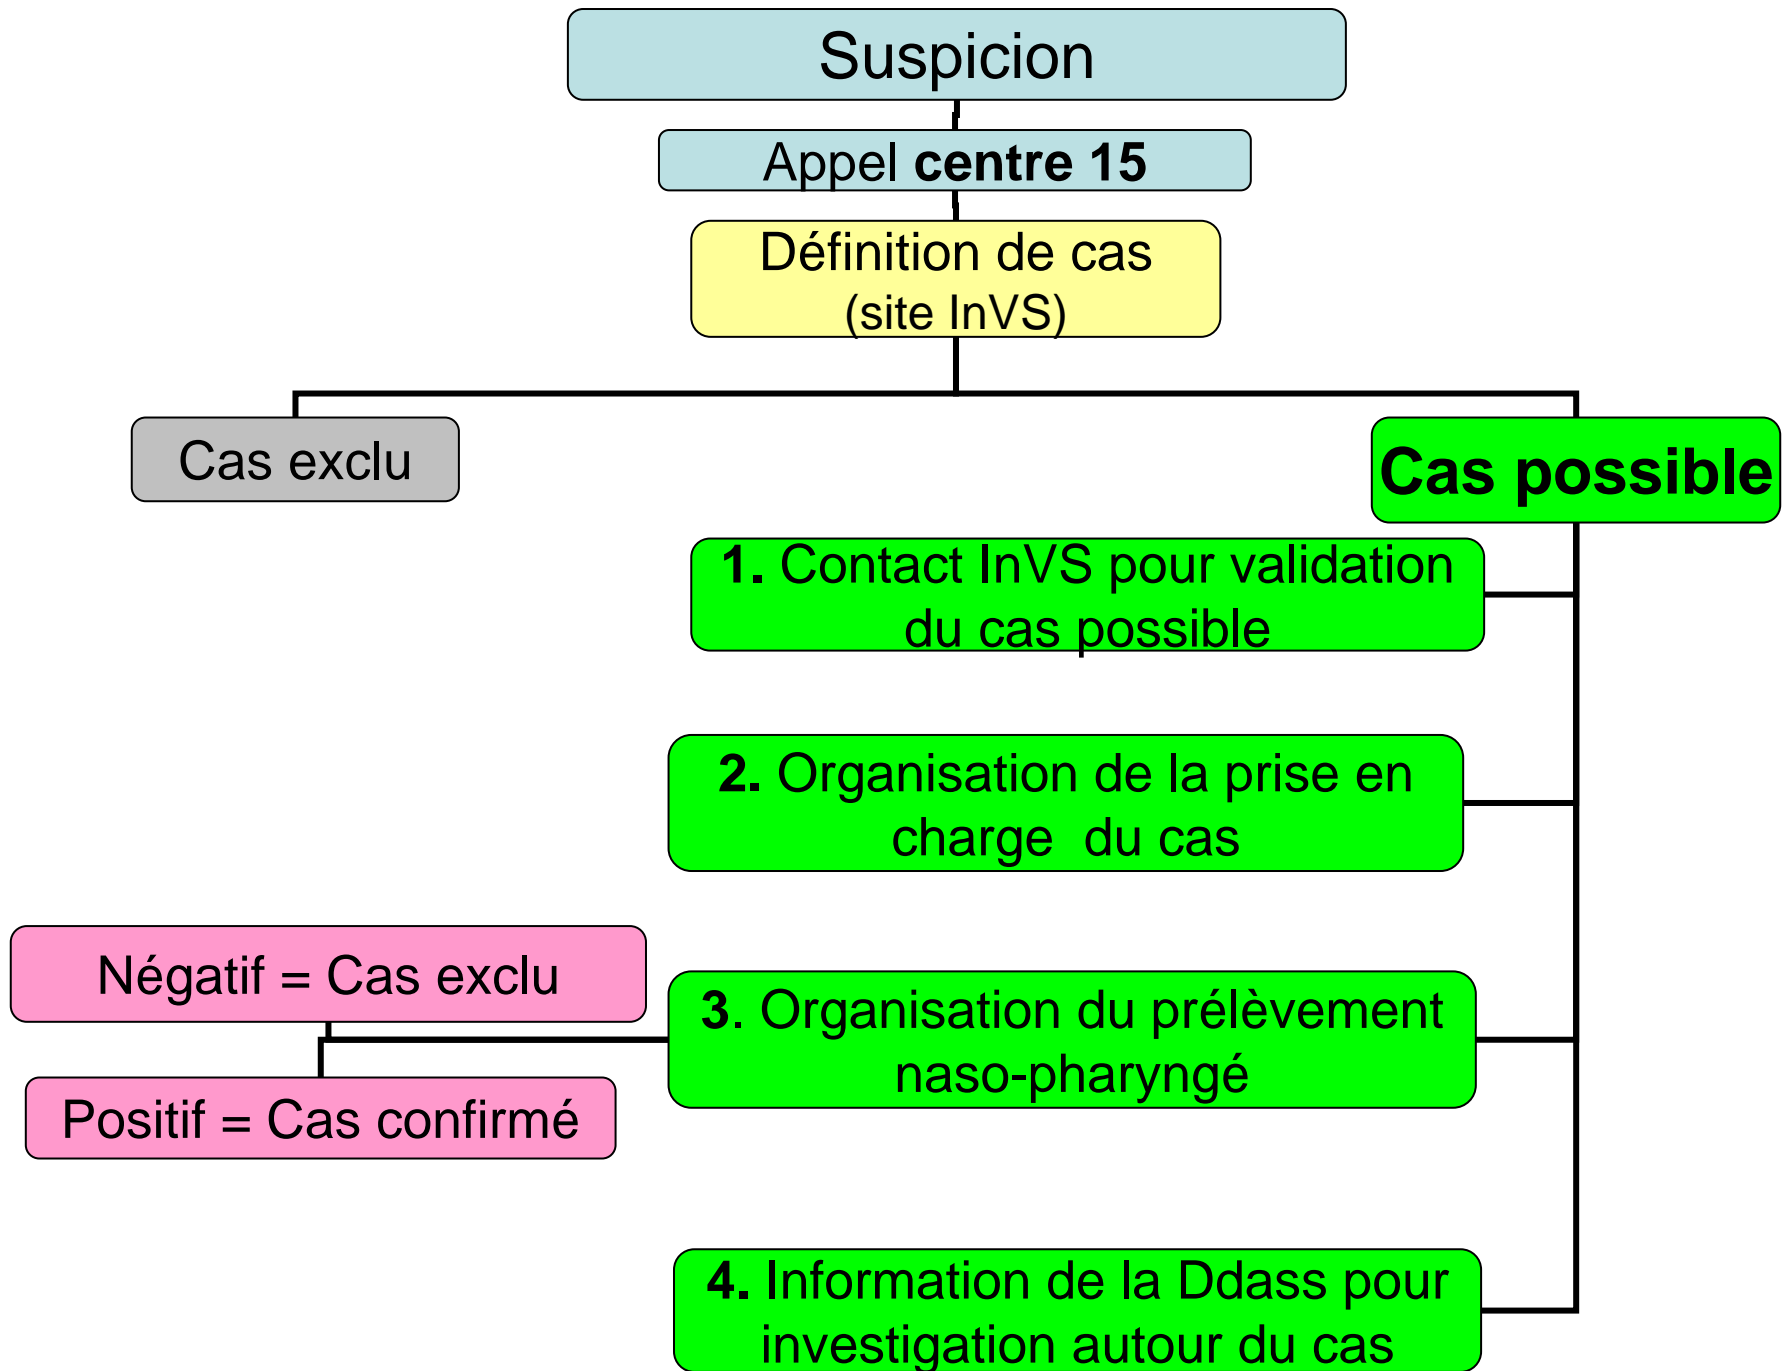 Suspicion
Appel centre 15
Définition de cas
(site InVS)
Cas exclu
Cas possible
1. Contact InVS pour validation
du cas possible
2. Organisation de la prise en
charge  du cas
Négatif = Cas exclu
3. Organisation du prélèvement
naso-pharyngé
Positif = Cas confirmé
4. Information de la Ddass pour
investigation autour du cas